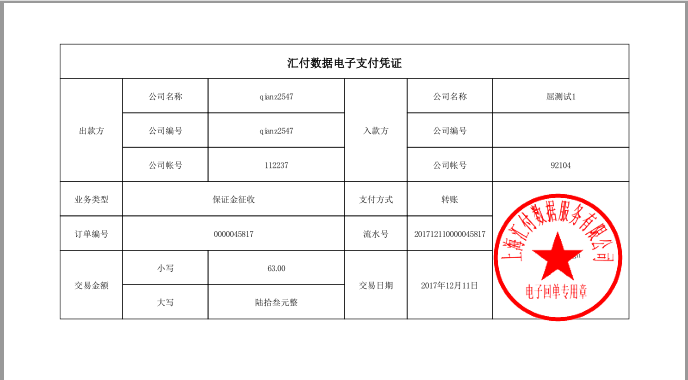 汇付数据电子支付凭证
出款方 公司名称 qianz2547 入款方 公司名称 屈测试1
公司编号 qianz2547 公司编号
公司帐号 112237 公司帐号 92104
业务类型 保证金征收 支付方式 转账
订单编号 0000045817 流水号 201712110000045817
交易金额 小写 63.00 交易日期 2017年12月11日
大写 陆拾叁元整
上海汇付数据服务有限公司
电子回单专用章